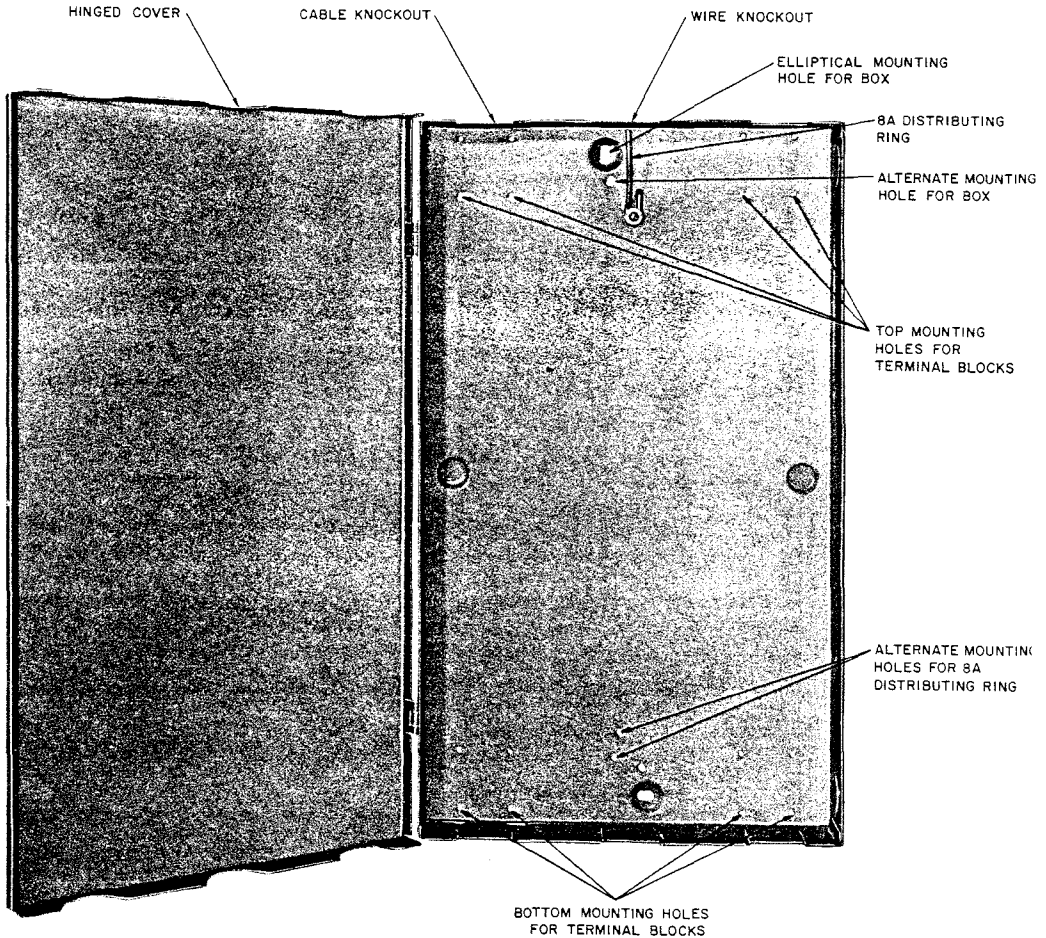 HINGED COVER
CABLE KNOCKOUT
WIRE KNOCKOUT
ELLIPTICAL MOUNTING
HOLE FOR BOX
8A DISTRIBUTING
RING
ALTERNATE MOUNTING
HOLE FOR BOX
TOP MOUNTING
HOLES FOR
TERMINAL BLOCKS
ALTERNATE MOUNTING
HOLES FOR 8A
DISTRIBUTING RING
BOTTOM MOUNTING HOLES
FOR TERMINAL BLOCKS